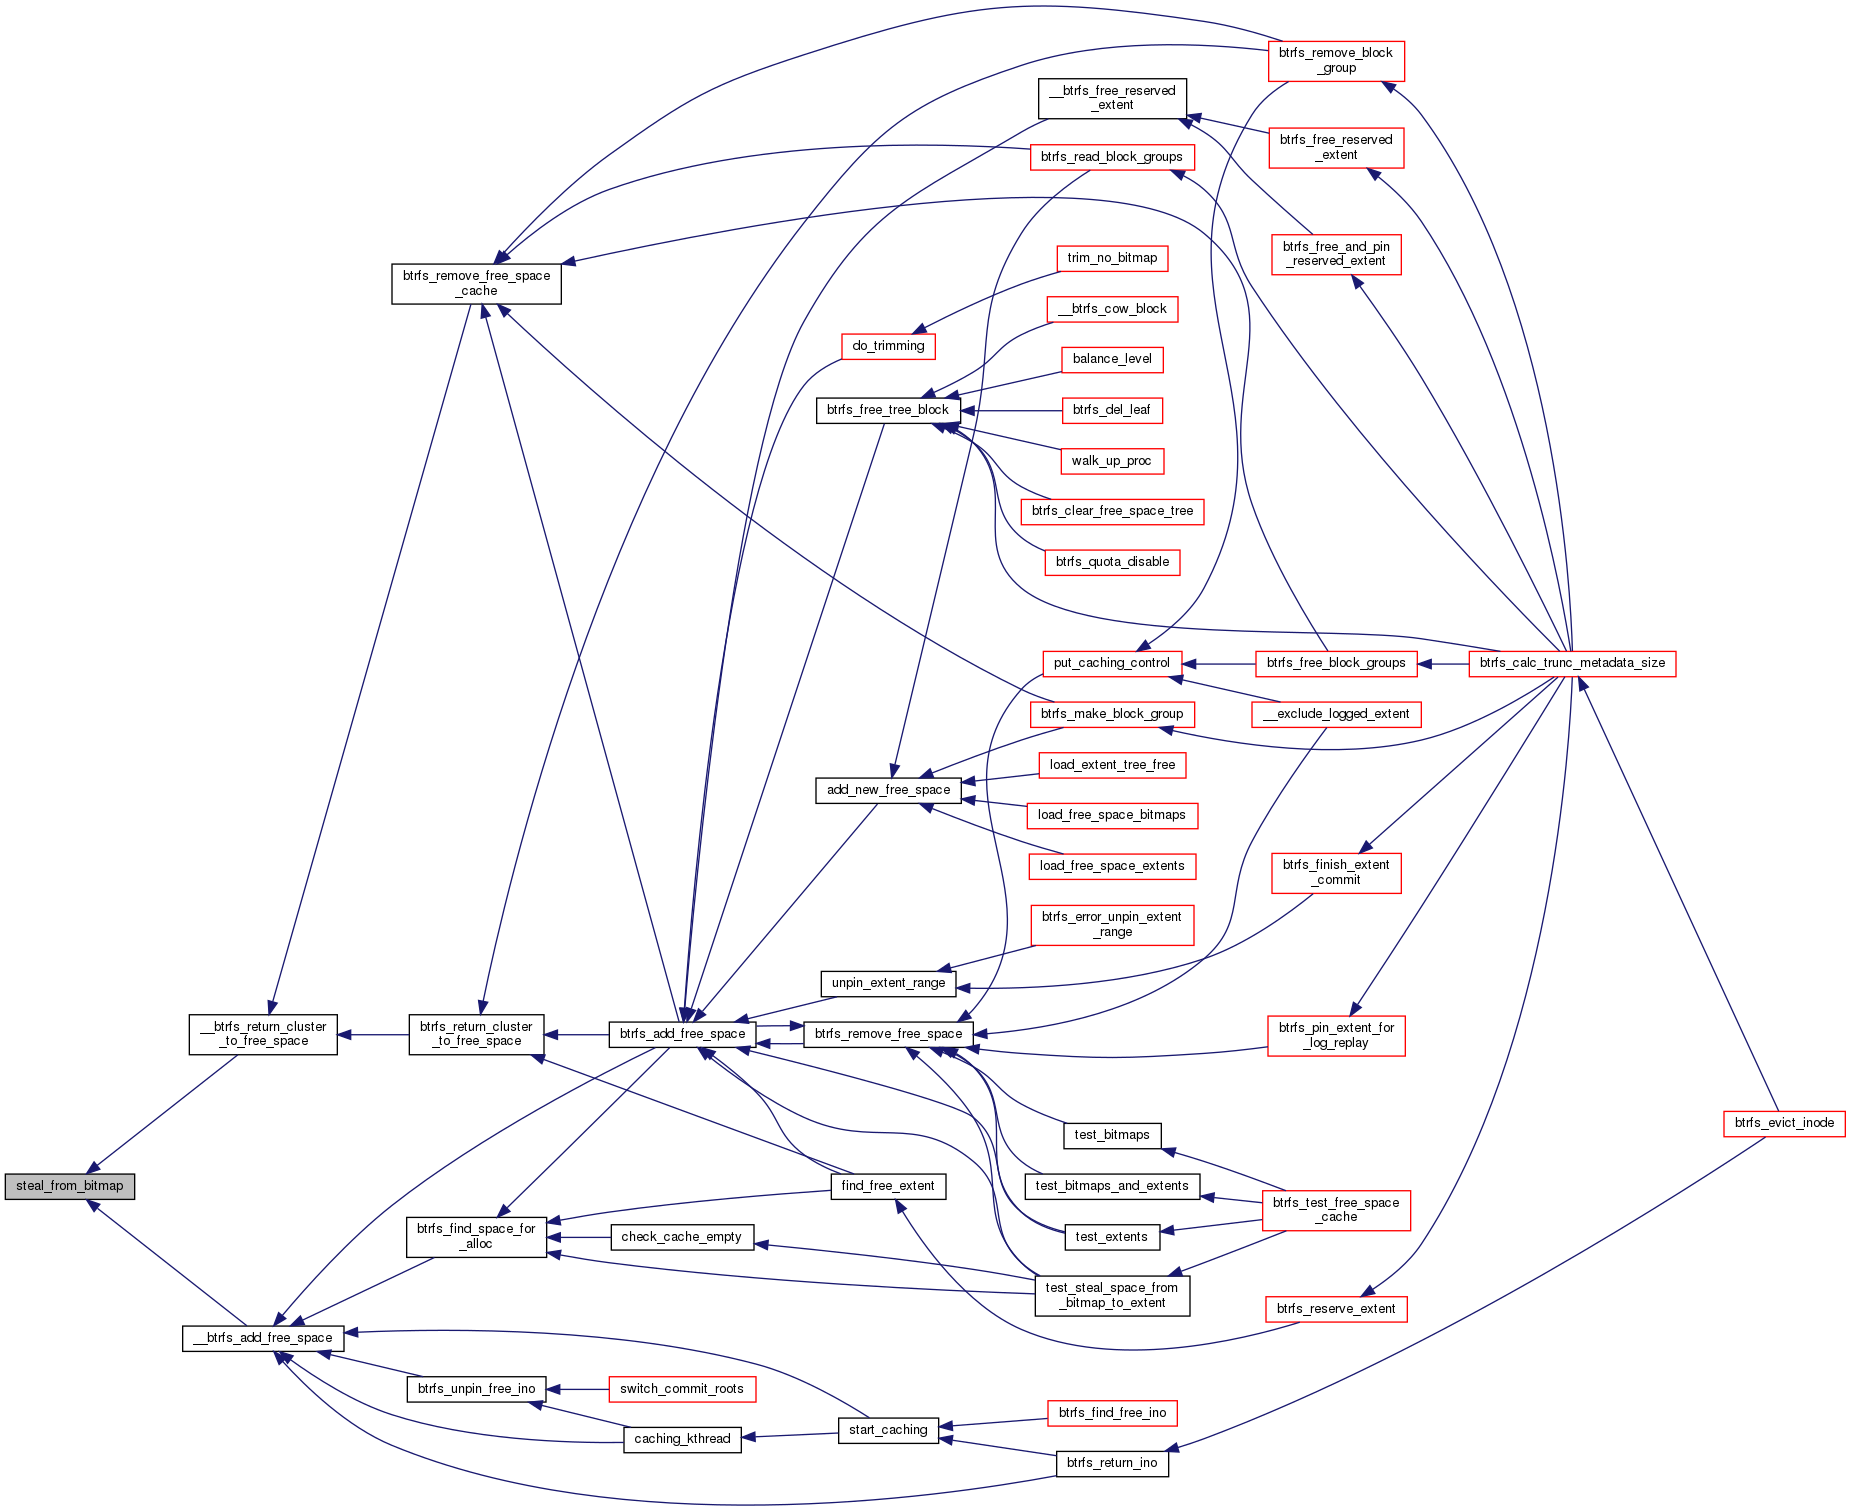 btrfs_remove_block
_group
__btrfs_free_reserved
_extent
btrfs_free_reserved
_extent
btrfs_read_block_groups
btrfs_free_and_pin
_reserved_extent
trim_no_bitmap
btrfs_remove_free_space
_cache
__btrfs_cow_block
do_trimming
balance_level
btrfs_free_tree_block
btrfs_del_leaf
walk_up_proc
btrfs_clear_free_space_tree
btrfs_quota_disable
put_caching_control
btrfs_free_block_groups
btrfs_calc_trunc_metadata_size
btrfs_make_block_group
__exclude_logged_extent
load_extent_tree_free
add_new_free_space
load_free_space_bitmaps
load_free_space_extents
btrfs_finish_extent
_commit
btrfs_error_unpin_extent
_range
unpin_extent_range
__btrfs_return_cluster
_to_free_space
btrfs_return_cluster
_to_free_space
btrfs_add_free_space
btrfs_remove_free_space
btrfs_pin_extent_for
_log_replay
btrfs_evict_inode
test_bitmaps
steal_from_bitmap
find_free_extent
test_bitmaps_and_extents
btrfs_test_free_space
_cache
btrfs_find_space_for
_alloc
check_cache_empty
test_extents
test_steal_space_from
_bitmap_to_extent
btrfs_reserve_extent
__btrfs_add_free_space
btrfs_unpin_free_ino
switch_commit_roots
btrfs_find_free_ino
start_caching
caching_kthread
btrfs_return_ino